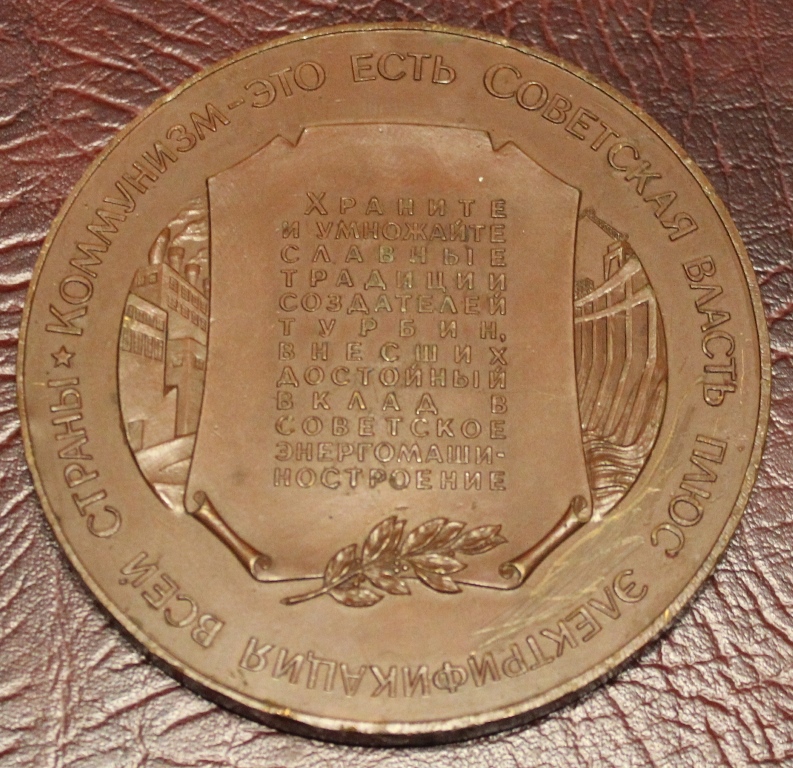 ★ КОММУНИЗМ–ЭТО ЕСТЬ СОВЕТСКАЯ ВЛАСТЬ ПЛЮС ЭЛЕКТРИФИКАЦИЯ ВСЕЙ СТРАНЫ
ХРАНИТЕ
И УМНОЖАЙТЕ
СЛАВНЫЕ
ТРАДИЦИИ
СОЗДАТЕЛЕЙ
ТУРБИН,
ВНЕСШИХ
ДОСТОЙНЫЙ
ВКЛАД В
СОВЕТСКОЕ
ЭНЕРГОМАШИ-
НОСТРОЕНИЕ